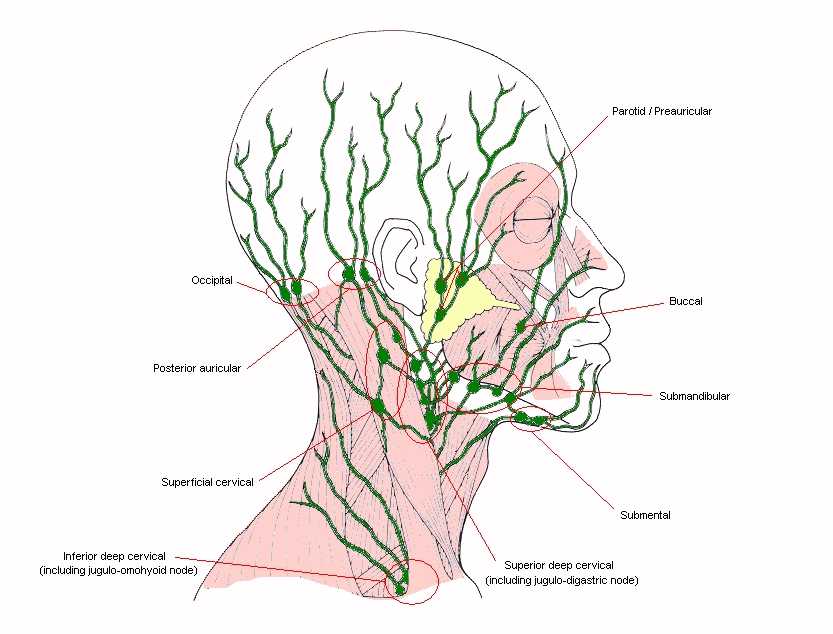 Parotid / Preauricular
Occipital
Buccal
Posterior auricular
Submandibular
Superficial cervical
Submental
Inferior deep cervical
(including jugulo-omohyoid node)
Superior deep cervical
(including jugulo-digastric node)